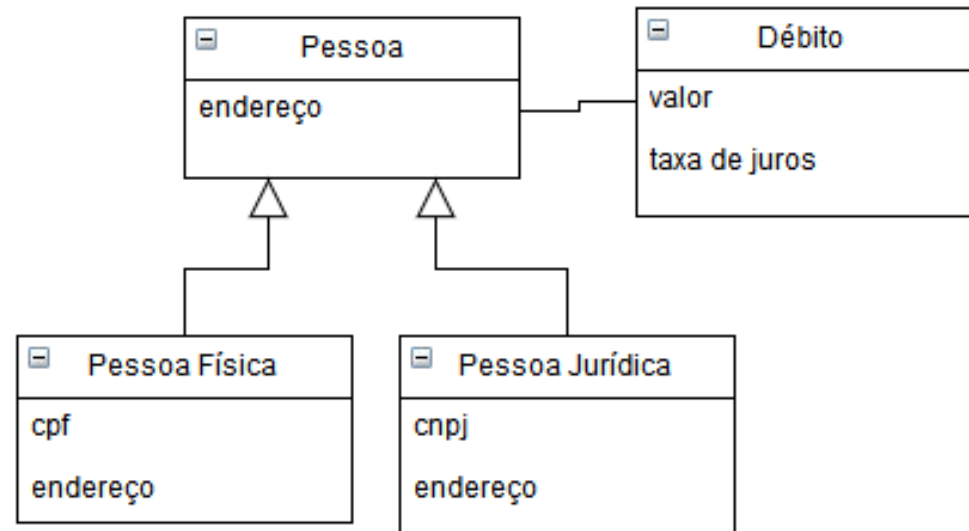 Pessoa
endereço
Débito
valor
taxa de juros
Pessoa Física
cpf
endereço
Pessoa Jurídica
cnpj
endereço